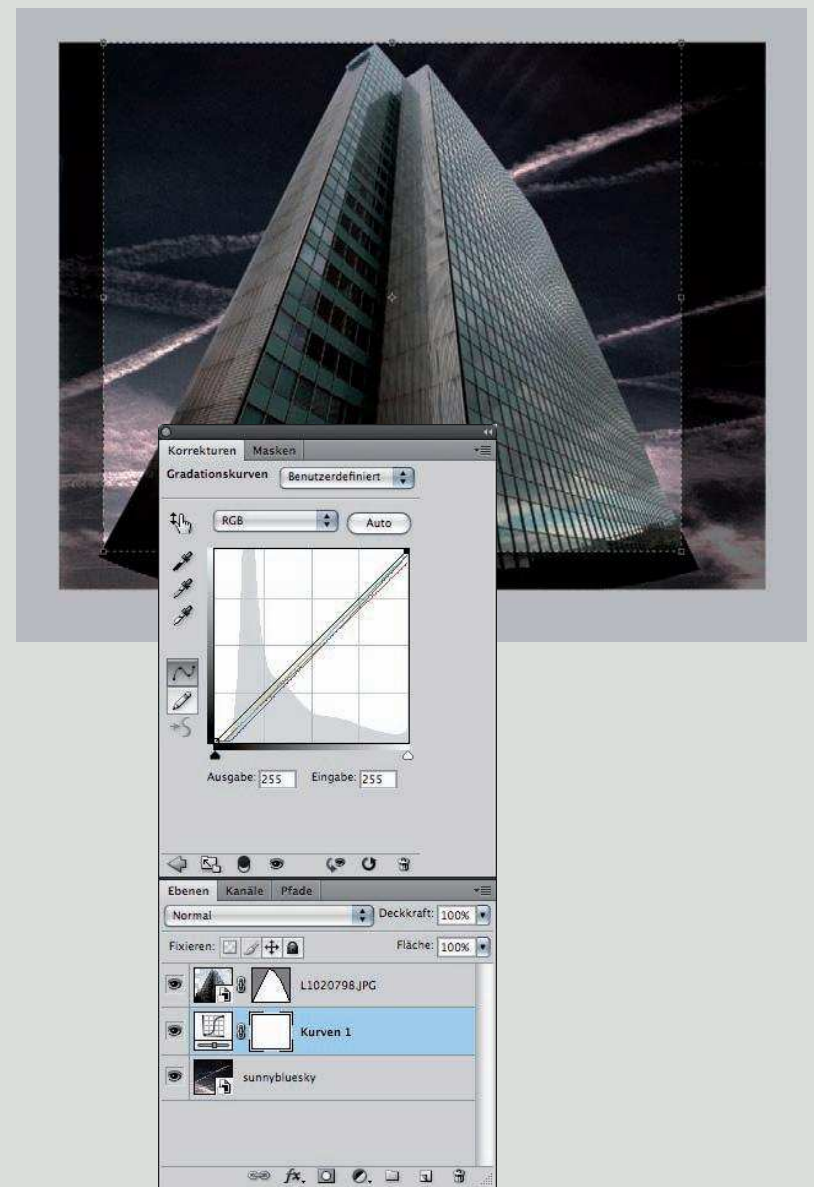 Korrekturen Masken
Gradationskurven Benutzerdefiniert
RGB Auto
Ausgabe: 255 Eingabe: 255
Ebenen Kanäle Pfade
Normal Deckkraft: 100%
Fixieren: Fläche: 100%
L1020798.JPG
Kurven 1
sunnybluesky
fx.